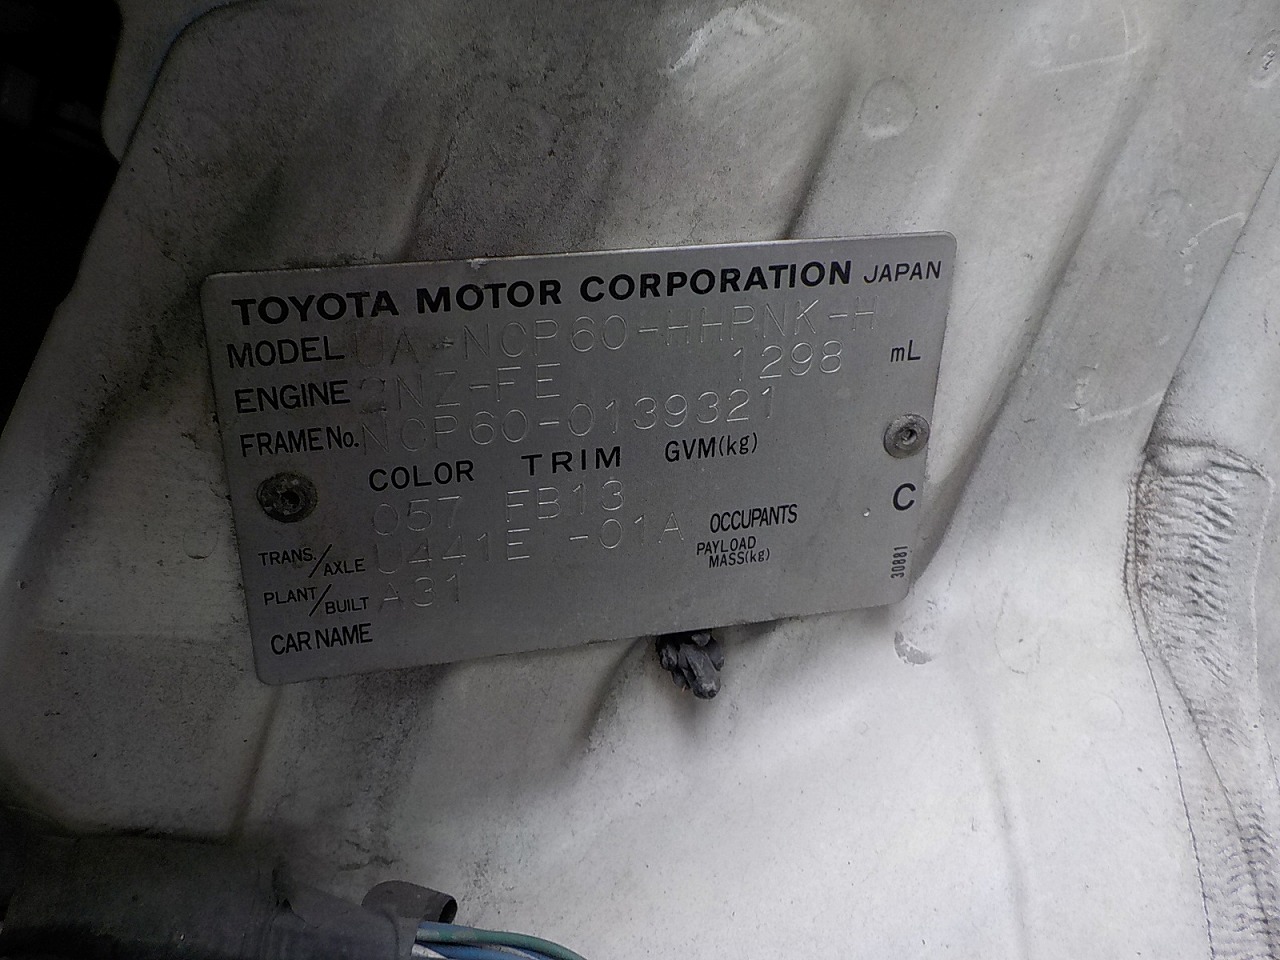 TOYOTA MOTOR CORPORATION JAPAN
MODEL UA-NCP60-HHPNK-H
ENGINE 2NZ-FE 1298 mL
FRAME No. NCP60-0139321
COLOR TRIM GVM(kg)
057 FB13
C
TRANS./AXLE U441E -01A
OCCUPANTS
PAYLOAD
MASS(kg)
PLANT/BUILT A31
CAR NAME
30881